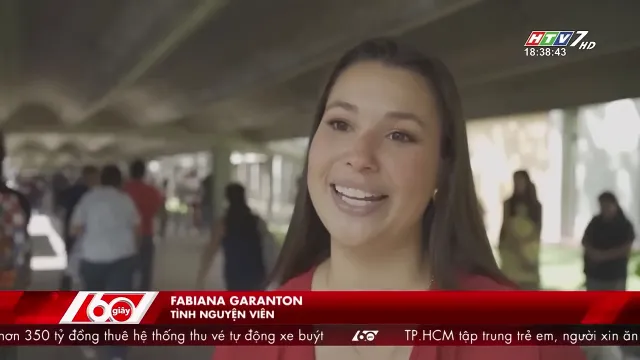 HTV7 HD
18:38:43
60 giây
FABIANA GARANTON
TÌNH NGUYỆN VIÊN
hơn 350 tỷ đồng thuê hệ thống thu vé tự động xe buýt 60 TP.HCM tập trung trẻ em, người xin ăn